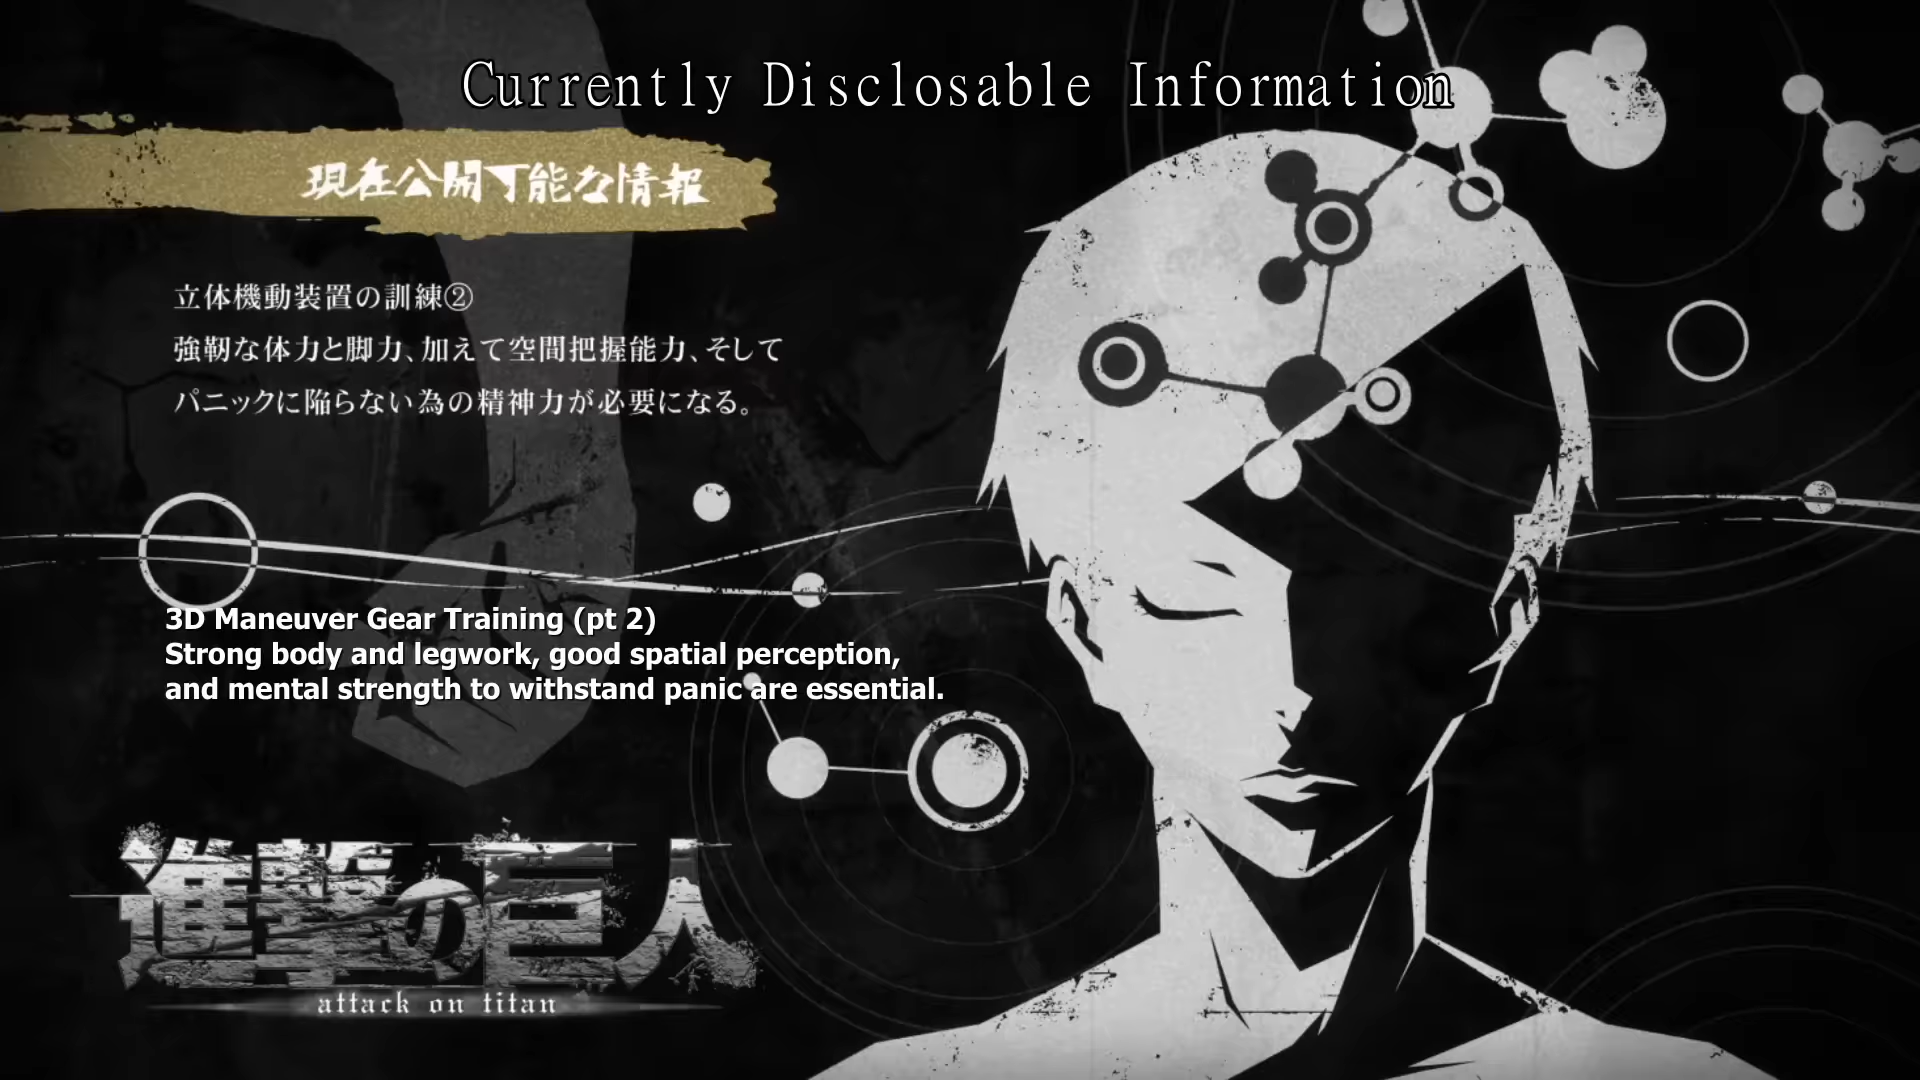 Currently Disclosable Information
現在公開可能な情報
立体機動装置の訓練②
強靭な体力と脚力、加えて空間把握能力、そして
パニックに陥らない為の精神力が必要になる。
3D Maneuver Gear Training (pt 2)
Strong body and legwork, good spatial perception,
and mental strength to withstand panic are essential.
進撃の巨人
attack on titan